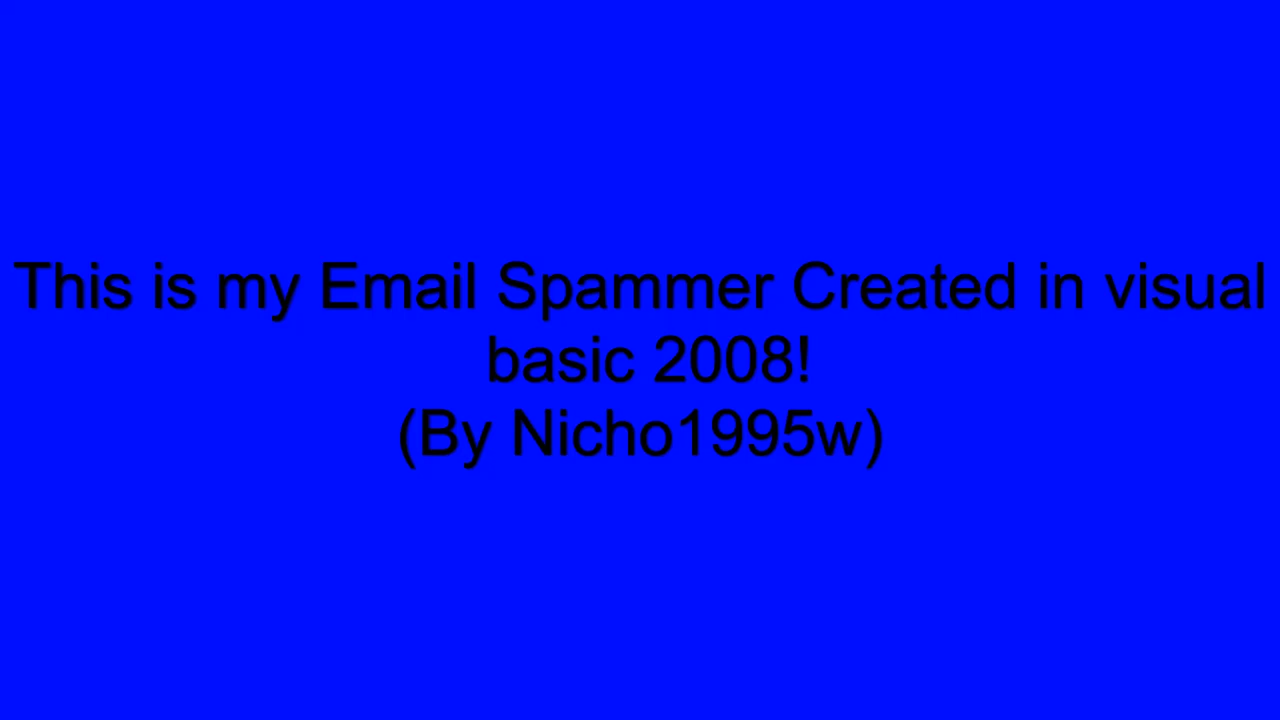 This is my Email Spammer Created in visual
basic 2008!
(By Nicho1995w)